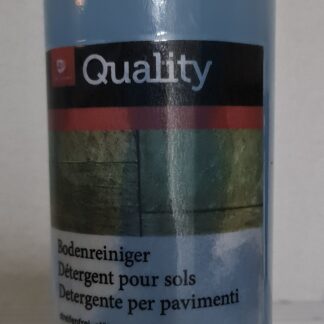 Quality
Bodenreiniger
Détergent pour sols
Detergente per pavimenti